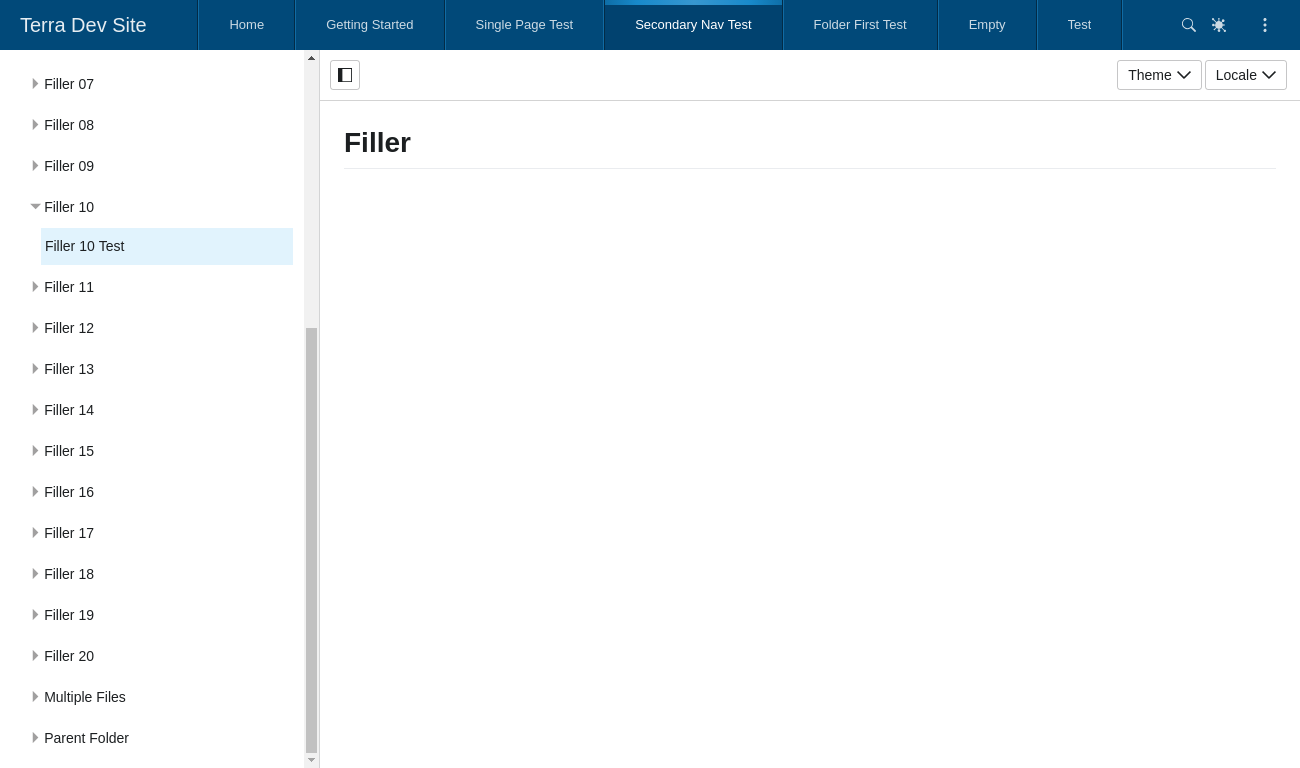 Terra Dev Site Home Getting Started Single Page Test Secondary Nav Test Folder First Test Empty Test
Theme Locale
Filler
Filler 07
Filler 08
Filler 09
Filler 10
Filler 10 Test
Filler 11
Filler 12
Filler 13
Filler 14
Filler 15
Filler 16
Filler 17
Filler 18
Filler 19
Filler 20
Multiple Files
Parent Folder